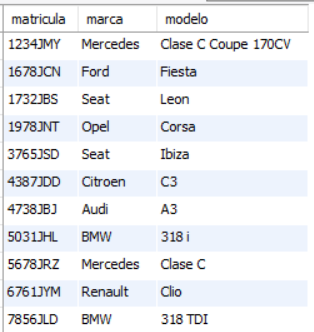 matricula marca modelo
1234JMY Mercedes Clase C Coupe 170CV
1678JCN Ford Fiesta
1732JBS Seat Leon
1978JNT Opel Corsa
3765JSD Seat Ibiza
4387JDD Citroen C3
4738JBJ Audi A3
5031JHL BMW 318 i
5678JRZ Mercedes Clase C
6761JYM Renault Clio
7856JLD BMW 318 TDI